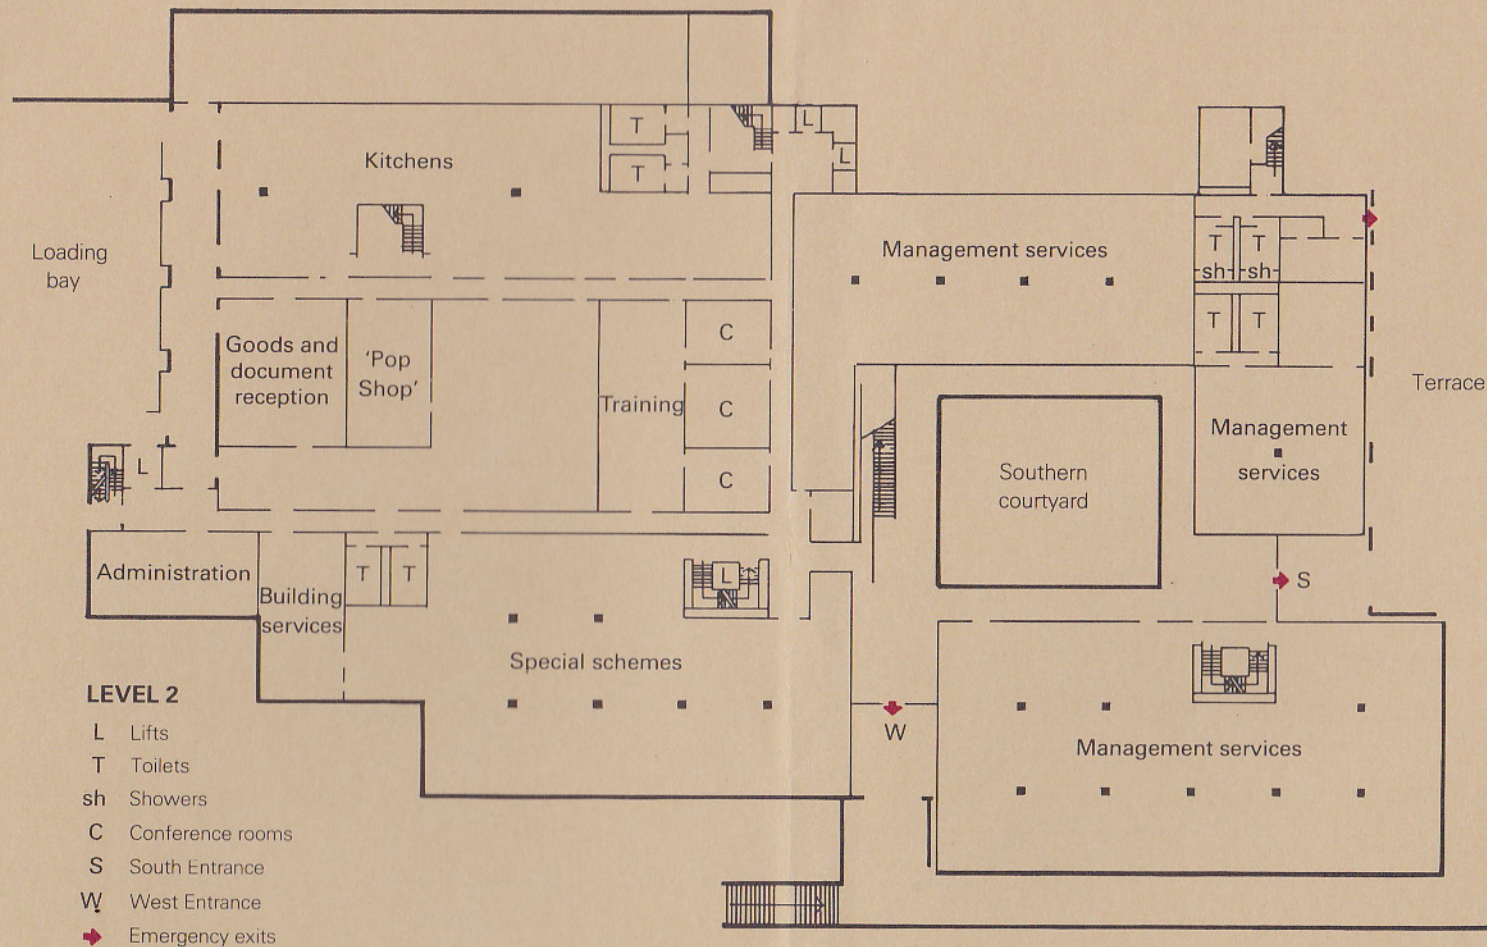 T
L
Kitchens
T
L
Loading
bay
Management services
T
T
sh
sh
Goods and
document
reception
'Pop
Shop'
C
T
T
Training
C
Terrace
Management
services
L
C
Southern
courtyard
Administration
Building
services
T
T
L
S
Special schemes
W
Management services
LEVEL 2
L Lifts
T Toilets
sh Showers
C Conference rooms
S South Entrance
W West Entrance
Emergency exits